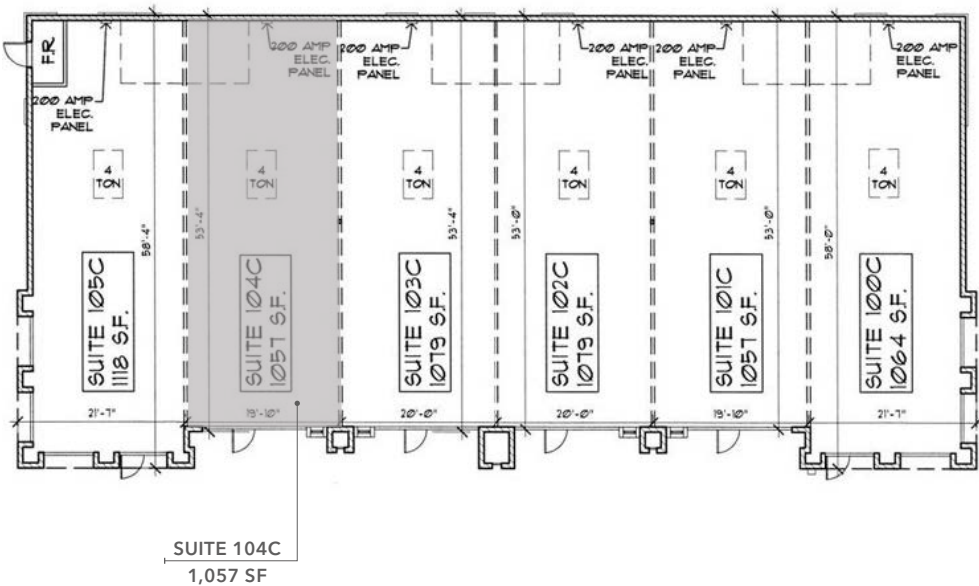 F.R
200 AMP
ELEC.
PANEL
200 AMP
ELEC.
PANEL
200 AMP
ELEC.
PANEL
200 AMP
ELEC.
PANEL
200 AMP
ELEC.
PANEL
200 AMP
ELEC.
PANEL
4
TON
4
TON
4
TON
4
TON
4
TON
4
TON
58'-4"
53'-4"
53'-4"
53'-0"
53'-0"
58'-0"
SUITE 105C
1118 S.F.
SUITE 104C
1057 S.F.
SUITE 103C
1079 S.F.
SUITE 102C
1079 S.F.
SUITE 101C
1057 S.F.
SUITE 100C
1064 S.F.
21'-7"
19'-10"
20'-0"
20'-0"
19'-10"
21'-7"
SUITE 104C
1,057 SF